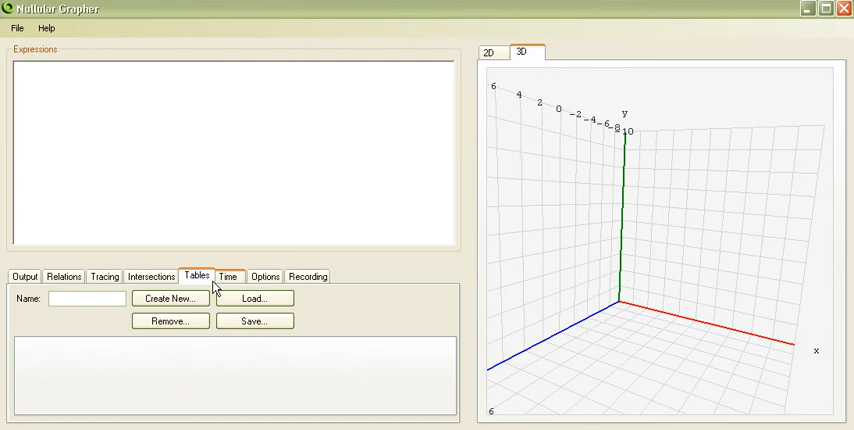 Nullular Grapher
File Help
Expressions
Output Relations Tracing Intersections Tables Time Options Recording
Name: Create New... Load...
Remove... Save...
2D 3D
6 4 2 0 -2 -4 -6 -8 -10
y
x
6